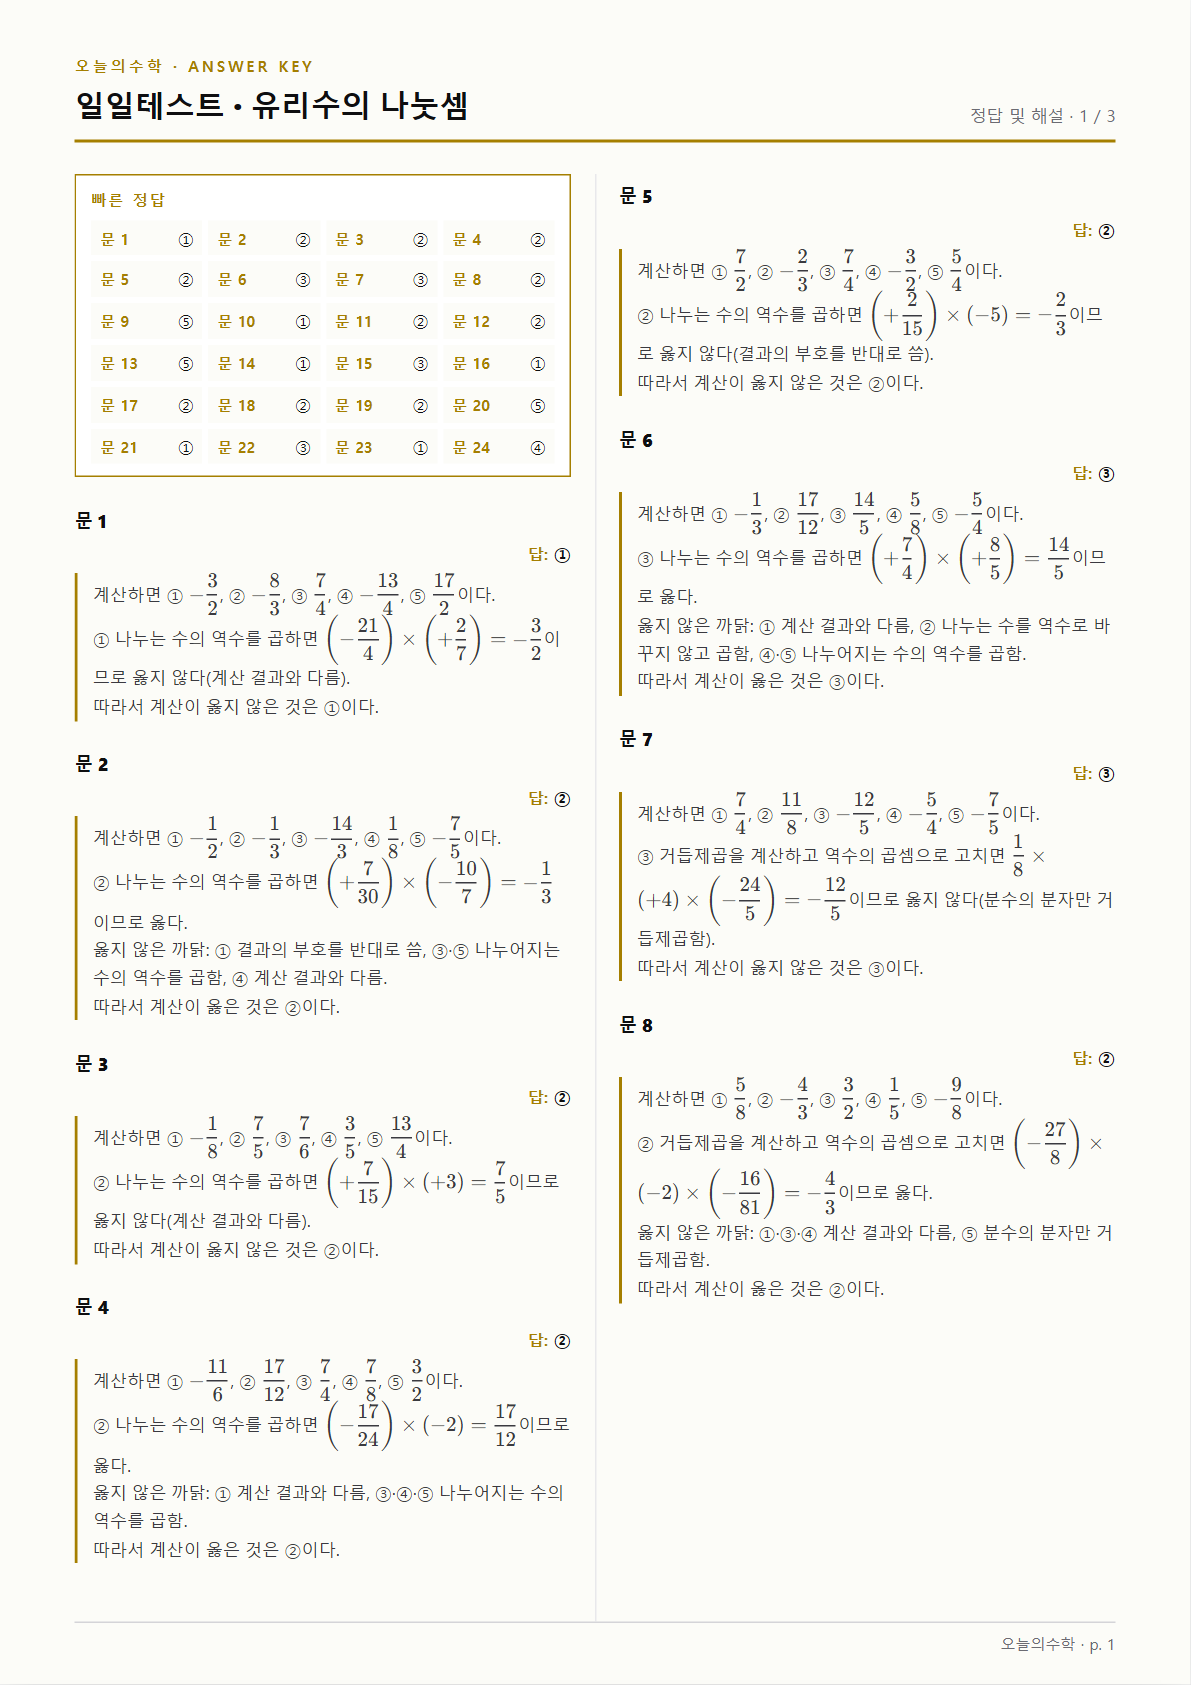 오늘의수학 · ANSWER KEY
일일테스트 · 유리수의 나눗셈
정답 및 해설 · 1 / 3
빠른 정답
문 1 ① 문 2 ② 문 3 ② 문 4 ②
문 5 ② 문 6 ③ 문 7 ③ 문 8 ②
문 9 ⑤ 문 10 ① 문 11 ② 문 12 ②
문 13 ⑤ 문 14 ① 문 15 ③ 문 16 ①
문 17 ② 문 18 ② 문 19 ② 문 20 ⑤
문 21 ① 문 22 ③ 문 23 ① 문 24 ④
문 1
답: ①
계산하면 ① −3/2, ② −8/3, ③ 7/4, ④ −13/4, ⑤ 17/2이다.
① 나누는 수의 역수를 곱하면 (−21/4) × (+2/7) = −3/2이
므로 옳지 않다(계산 결과와 다름).
따라서 계산이 옳지 않은 것은 ①이다.
문 2
답: ②
계산하면 ① −1/2, ② −1/3, ③ −14/3, ④ 1/8, ⑤ −7/5이다.
② 나누는 수의 역수를 곱하면 (+7/30) × (−10/7) = −1/3
이므로 옳다.
옳지 않은 까닭: ① 결과의 부호를 반대로 씀, ③·⑤ 나누어지는
수의 역수를 곱함, ④ 계산 결과와 다름.
따라서 계산이 옳은 것은 ②이다.
문 3
답: ②
계산하면 ① −1/8, ② 7/5, ③ 7/6, ④ 3/5, ⑤ 13/4이다.
② 나누는 수의 역수를 곱하면 (+7/15) × (+3) = 7/5이므로
옳지 않다(계산 결과와 다름).
따라서 계산이 옳지 않은 것은 ②이다.
문 4
답: ②
계산하면 ① −11/6, ② 17/12, ③ 7/4, ④ 7/8, ⑤ 3/2이다.
② 나누는 수의 역수를 곱하면 (−17/24) × (−2) = 17/12이므로
옳다.
옳지 않은 까닭: ① 계산 결과와 다름, ③·④·⑤ 나누어지는 수의
역수를 곱함.
따라서 계산이 옳은 것은 ②이다.
문 5
답: ②
계산하면 ① 7/2, ② −2/3, ③ 7/4, ④ −3/2, ⑤ 5/4이다.
② 나누는 수의 역수를 곱하면 (+2/15) × (−5) = −2/3이므
로 옳지 않다(결과의 부호를 반대로 씀).
따라서 계산이 옳지 않은 것은 ②이다.
문 6
답: ③
계산하면 ① −1/3, ② 17/12, ③ 14/5, ④ 5/8, ⑤ −5/4이다.
③ 나누는 수의 역수를 곱하면 (+7/4) × (+8/5) = 14/5이므
로 옳다.
옳지 않은 까닭: ① 계산 결과와 다름, ② 나누는 수를 역수로 바
꾸지 않고 곱함, ④·⑤ 나누어지는 수의 역수를 곱함.
따라서 계산이 옳은 것은 ③이다.
문 7
답: ③
계산하면 ① 7/4, ② 11/8, ③ −12/5, ④ −5/4, ⑤ −7/5이다.
③ 거듭제곱을 계산하고 역수의 곱셈으로 고치면 1/8 ×
(+4) × (−24/5) = −12/5이므로 옳지 않다(분수의 분자만 거
듭제곱함).
따라서 계산이 옳지 않은 것은 ③이다.
문 8
답: ②
계산하면 ① 5/8, ② −4/3, ③ 3/2, ④ 1/5, ⑤ −9/8이다.
② 거듭제곱을 계산하고 역수의 곱셈으로 고치면 (−27/8) ×
(−2) × (−16/81) = −4/3이므로 옳다.
옳지 않은 까닭: ①·③·④ 계산 결과와 다름, ⑤ 분수의 분자만 거
듭제곱함.
따라서 계산이 옳은 것은 ②이다.
오늘의수학 · p. 1